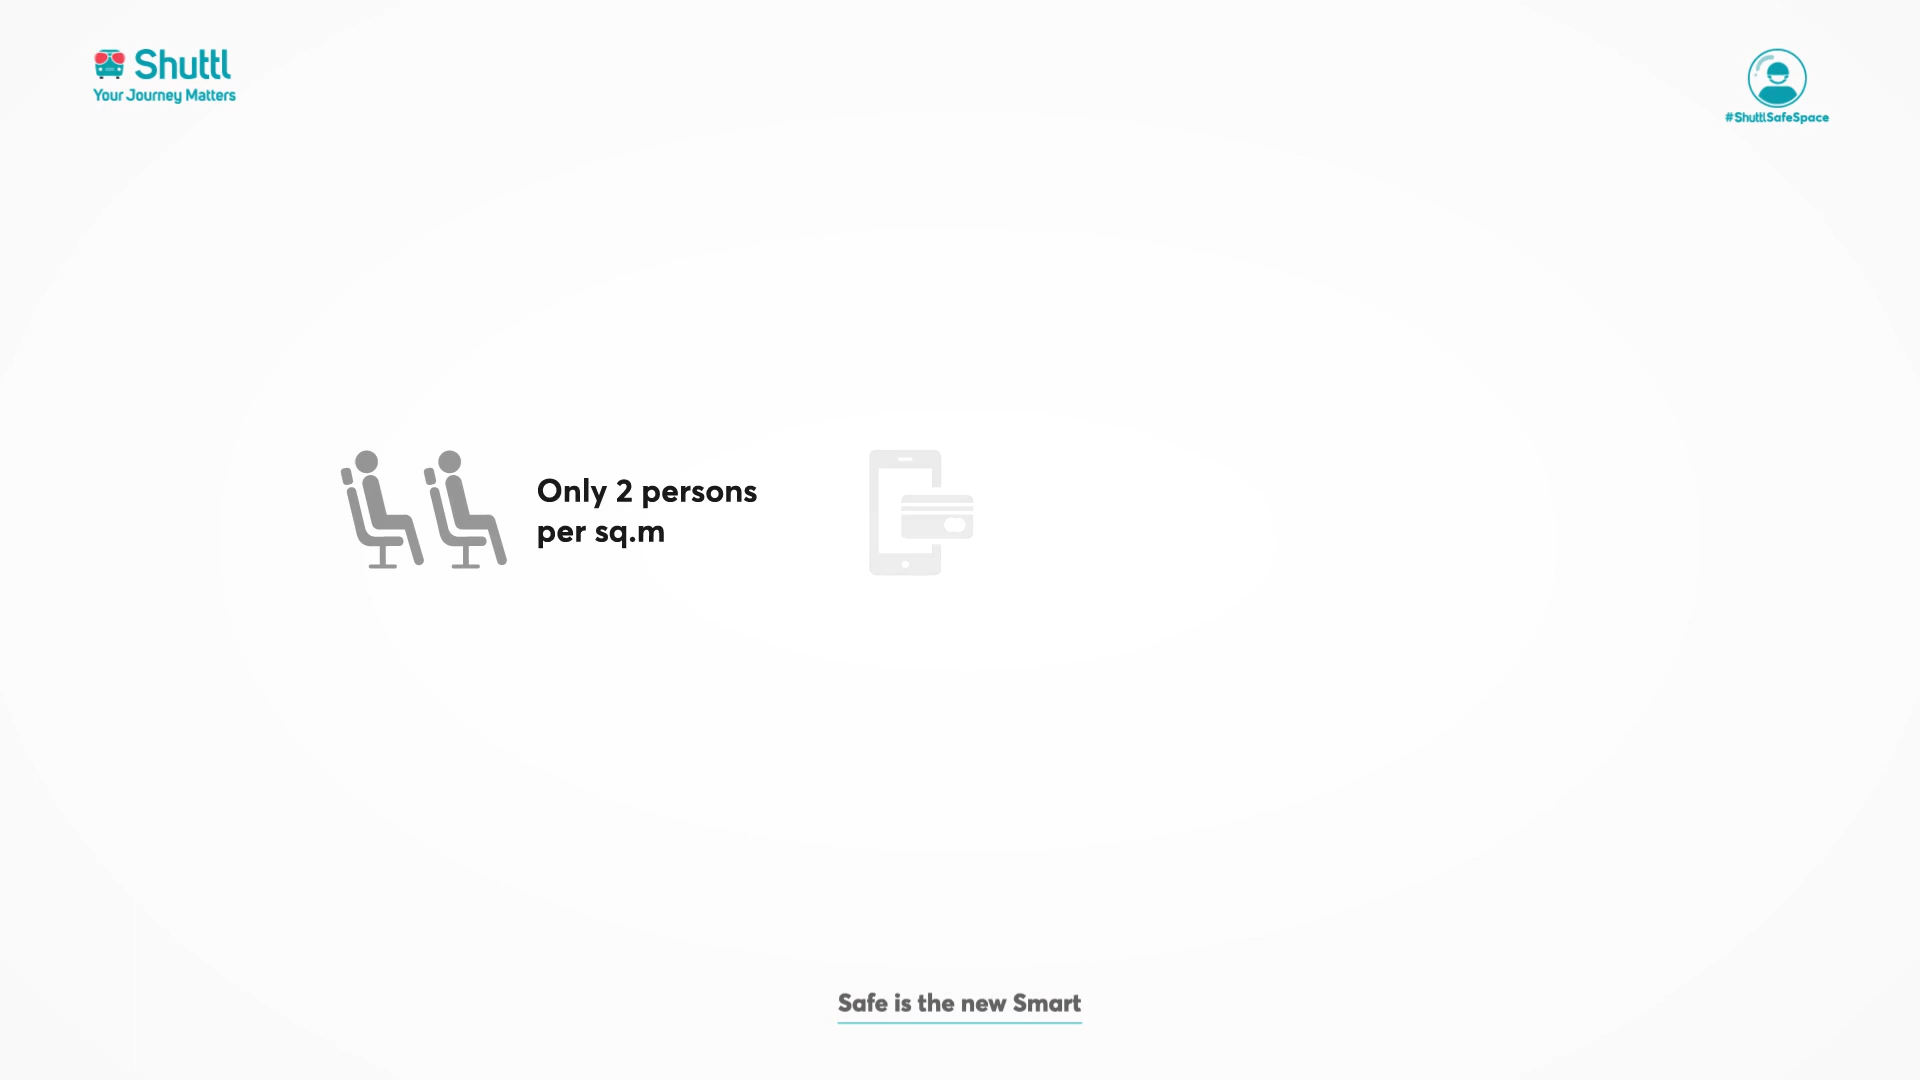 Shuttl
Your Journey Matters
#ShuttlSafeSpace
Only 2 persons
per sq.m
Safe is the new Smart